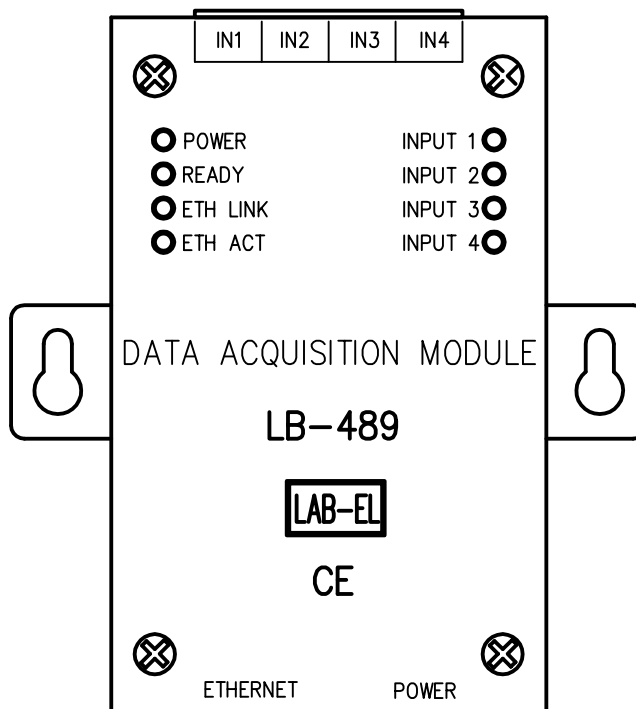 IN1 IN2 IN3 IN4
POWER INPUT 1
READY INPUT 2
ETH LINK INPUT 3
ETH ACT INPUT 4
DATA ACQUISITION MODULE
LB-489
LAB-EL
CE
ETHERNET POWER